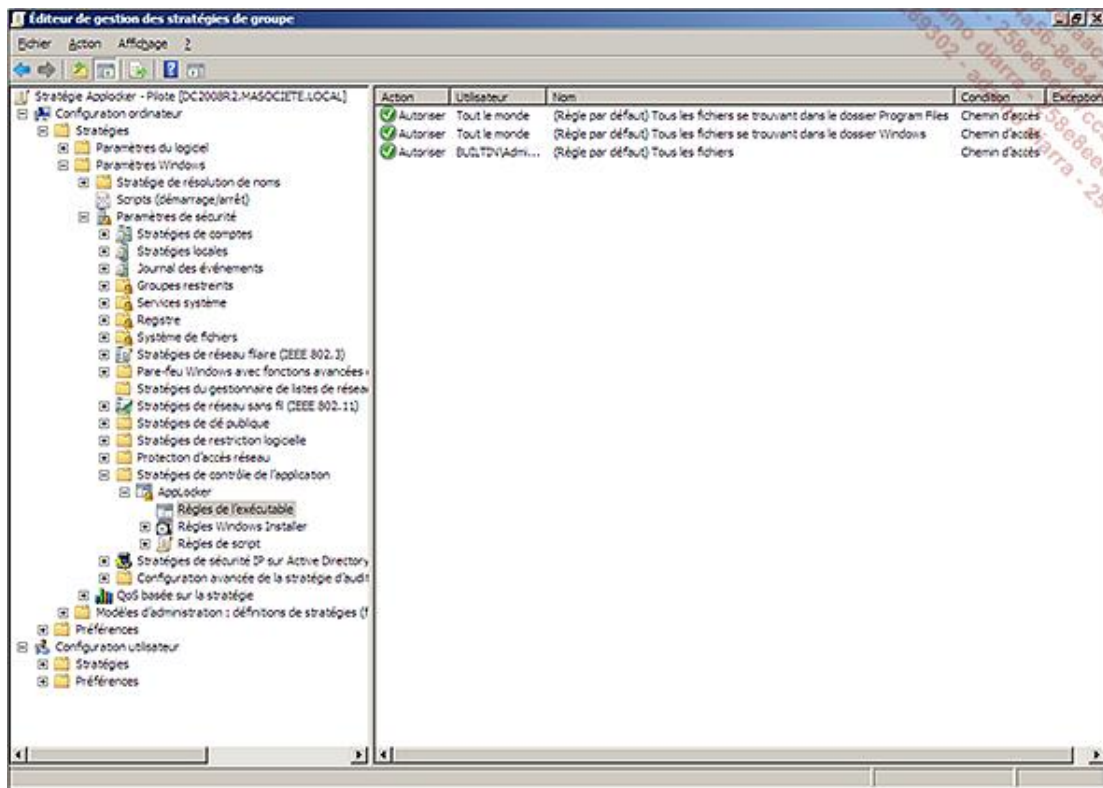 Éditeur de gestion des stratégies de groupe
Fichier Action Affichage ?
Stratégie Applocker - Pilote [DC2008R2.MASOCIETE.LOCAL]
Configuration ordinateur
Stratégies
Paramètres du logiciel
Paramètres Windows
Stratégie de résolution de noms
Scripts (démarrage/arrêt)
Paramètres de sécurité
Stratégies de comptes
Stratégies locales
Journal des événements
Groupes restreints
Services système
Registre
Système de fichiers
Stratégies de réseau filaire (IEEE 802.3)
Pare-feu Windows avec fonctions avancées
Stratégies du gestionnaire de listes de résea
Stratégies de réseau sans fil (IEEE 802.11)
Stratégies de clé publique
Stratégies de restriction logicielle
Protection d'accès réseau
Stratégies de contrôle de l'application
AppLocker
Règles de l'exécutable
Règles Windows Installer
Règles de script
Stratégies de sécurité IP sur Active Directory
Configuration avancée de la stratégie d'audit
QoS basée sur la stratégie
Modèles d'administration : définitions de stratégies (f
Préférences
Configuration utilisateur
Stratégies
Préférences
Action Utilisateur Nom Condition Exception
Autoriser Tout le monde (Règle par défaut) Tous les fichiers se trouvant dans le dossier Program Files Chemin d'accès
Autoriser Tout le monde (Règle par défaut) Tous les fichiers se trouvant dans le dossier Windows Chemin d'accès
Autoriser BUILTIN\Admi... (Règle par défaut) Tous les fichiers Chemin d'accès